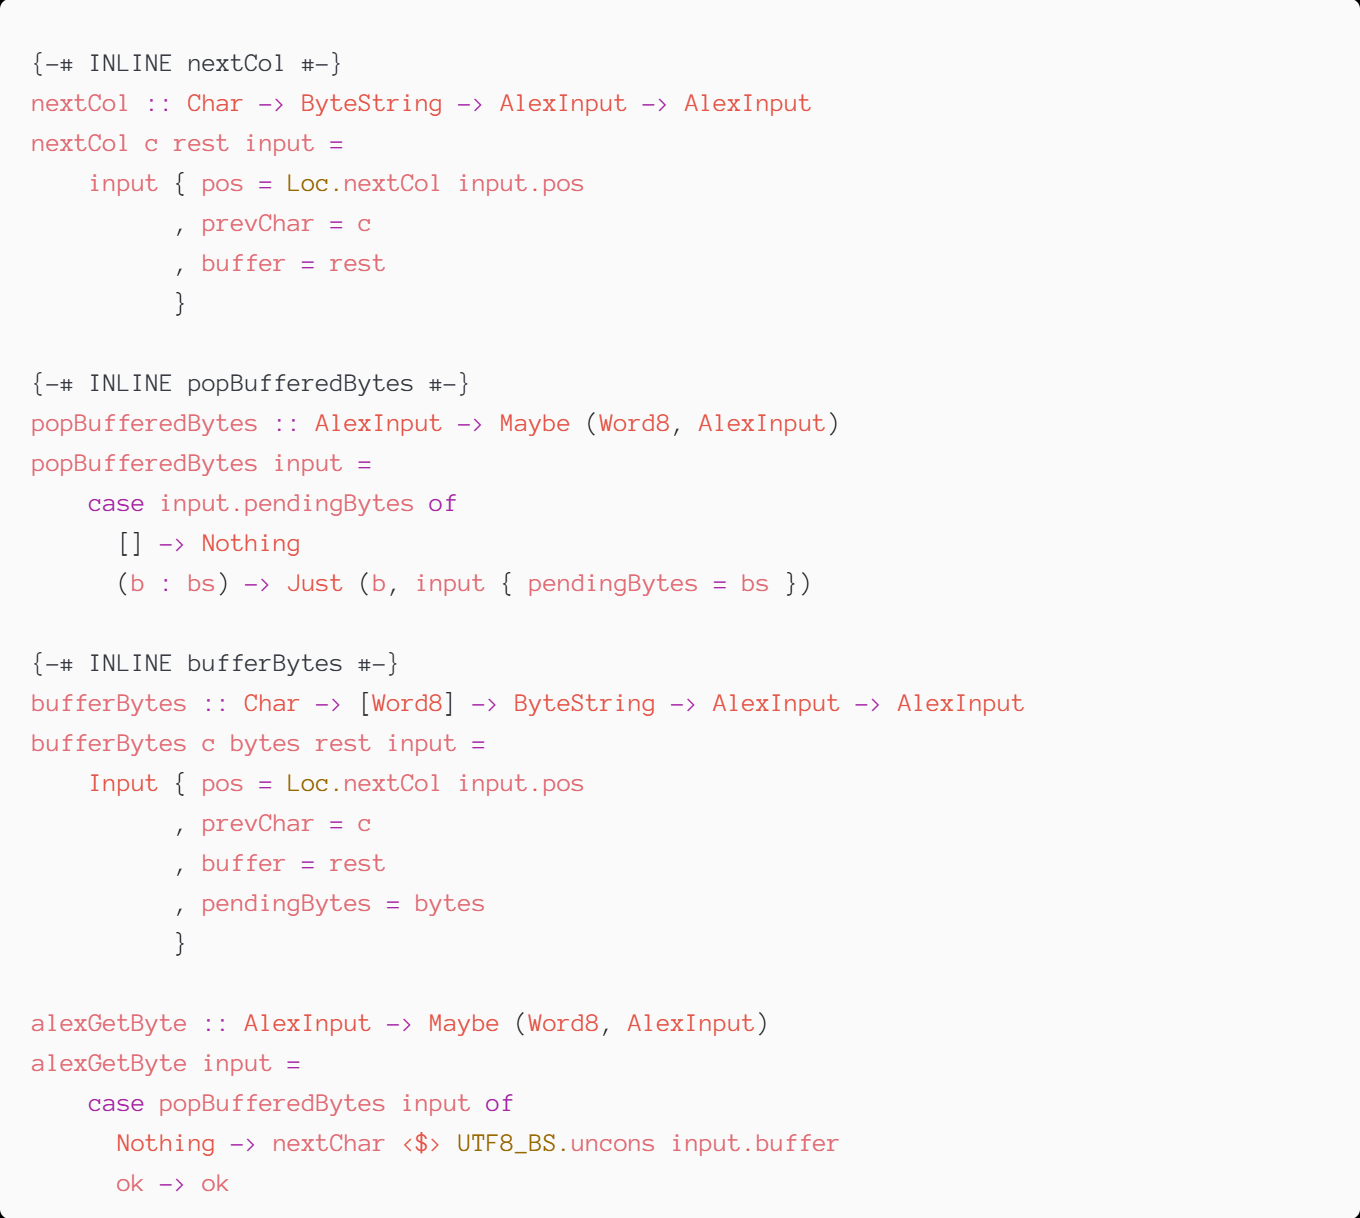 {-# INLINE nextCol #-}
nextCol :: Char -> ByteString -> AlexInput -> AlexInput
nextCol c rest input =
    input { pos = Loc.nextCol input.pos
          , prevChar = c
          , buffer = rest
          }

{-# INLINE popBufferedBytes #-}
popBufferedBytes :: AlexInput -> Maybe (Word8, AlexInput)
popBufferedBytes input =
    case input.pendingBytes of
      [] -> Nothing
      (b : bs) -> Just (b, input { pendingBytes = bs })

{-# INLINE bufferBytes #-}
bufferBytes :: Char -> [Word8] -> ByteString -> AlexInput -> AlexInput
bufferBytes c bytes rest input =
    Input { pos = Loc.nextCol input.pos
          , prevChar = c
          , buffer = rest
          , pendingBytes = bytes
          }

alexGetByte :: AlexInput -> Maybe (Word8, AlexInput)
alexGetByte input =
    case popBufferedBytes input of
      Nothing -> nextChar <$> UTF8_BS.uncons input.buffer
      ok -> ok